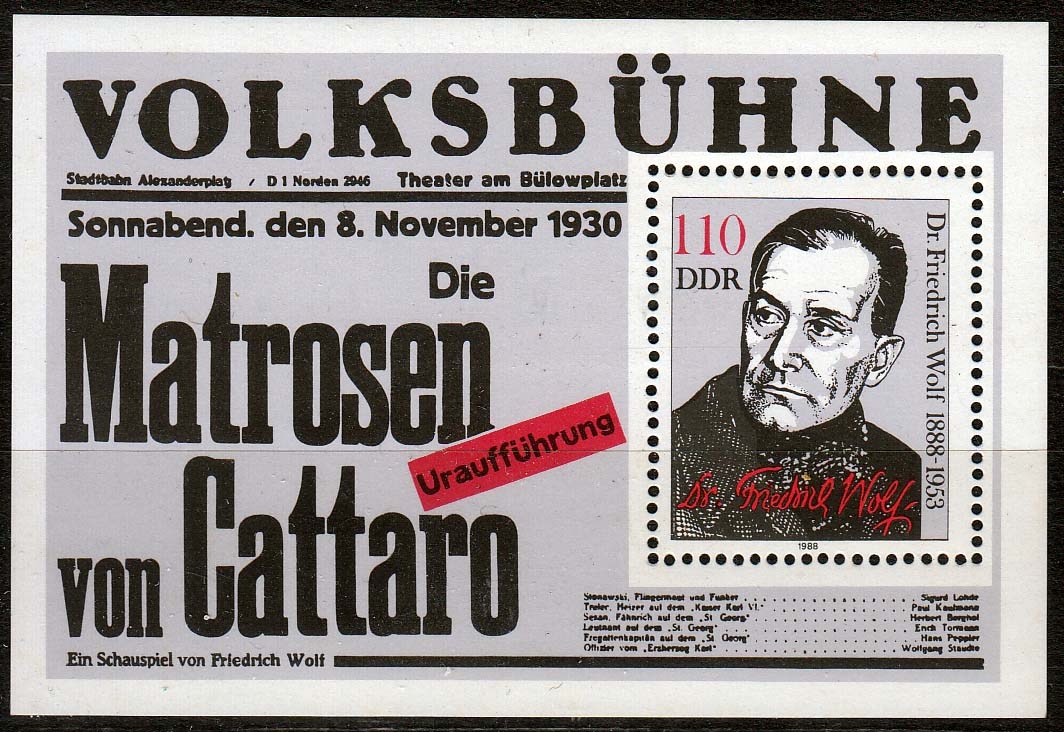 VOLKSBÜHNE
Stadtbahn Alexanderplatz / D 1 Norden 2946 Theater am Bülowplatz
Sonnabend. den 8. November 1930
Die
Matrosen
von Cattaro
Uraufführung
Ein Schauspiel von Friedrich Wolf
110
DDR
Dr. Friedrich Wolf 1888-1953
Dr. Friedrich Wolf
1988
Stonawski, Fliegermaat und Funker Sigurd Lohde
Heizer auf dem „Kaiser Karl VI.“ Paul Kaufmann
Sesan, Fähnrich auf dem „St Georg“ Herbert Berghof
Leutnant auf dem „St. Georg“ Erich Tormann
Fregattenkapitän auf dem „St Georg“ Hans Peppler
Offizier vom „Erzherzog Karl“ Wolfgang Staudte